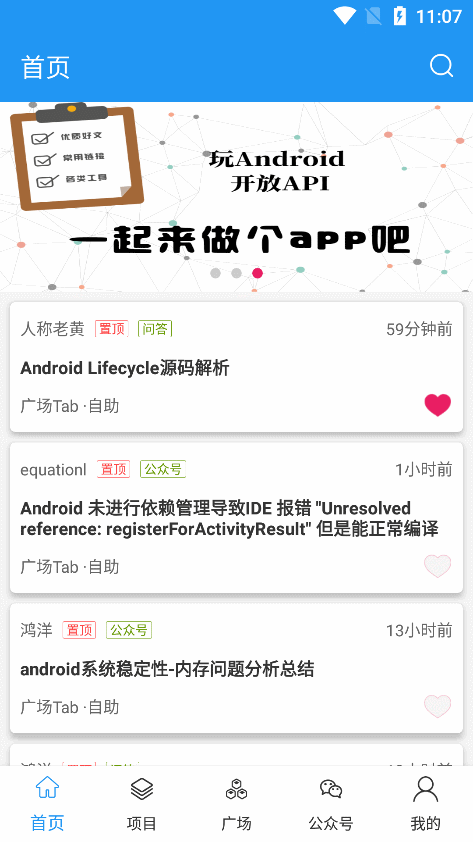 11:07
首页
优质好文
常用链接
各类工具
玩Android
开放API
一起来做个app吧
人称老黄 置顶 问答 59分钟前
Android Lifecycle源码解析
广场Tab ·自助
equationl 置顶 公众号 1小时前
Android 未进行依赖管理导致IDE 报错 "Unresolved
reference: registerForActivityResult" 但是能正常编译
广场Tab ·自助
鸿洋 置顶 公众号 13小时前
android系统稳定性-内存问题分析总结
广场Tab ·自助
首页 项目 广场 公众号 我的